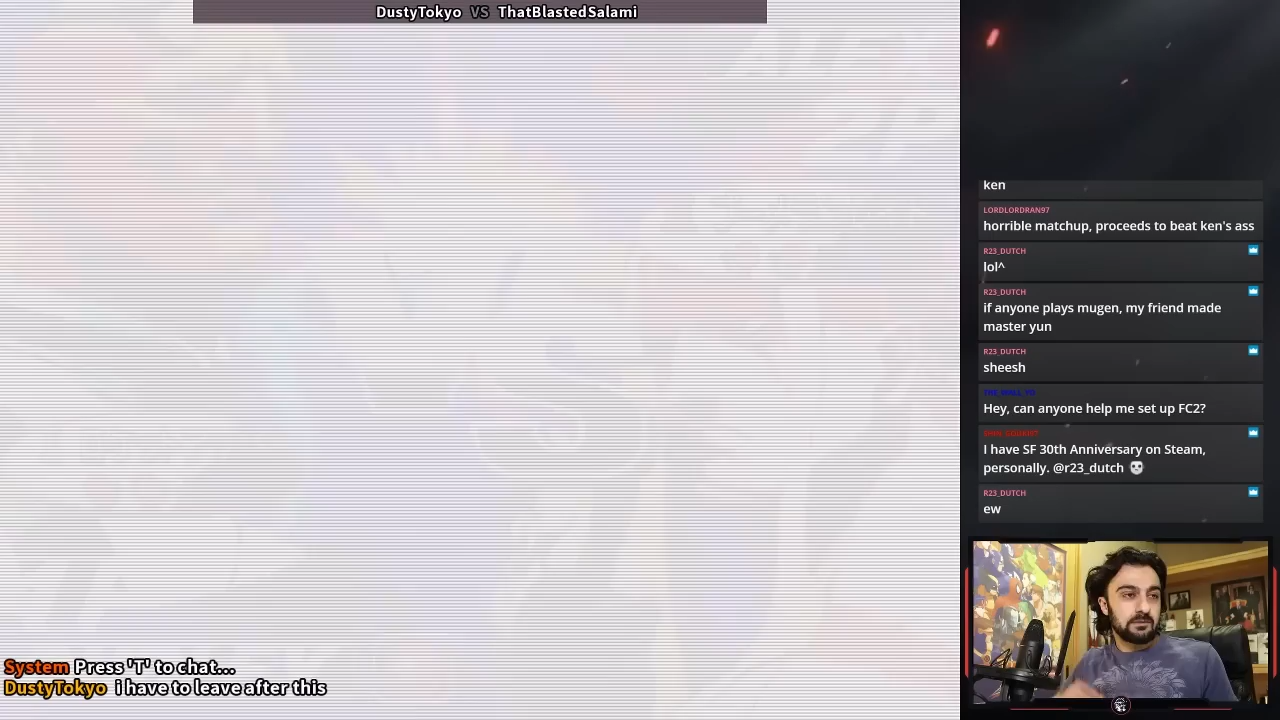 DustyTokyo VS ThatBlastedSalami
ken
LORDLORDRAN97
horrible matchup, proceeds to beat ken's ass
R23_DUTCH
lol^
R23_DUTCH
if anyone plays mugen, my friend made
master yun
R23_DUTCH
sheesh
Hey, can anyone help me set up FC2?
I have SF 30th Anniversary on Steam,
personally. @r23_dutch 💀
R23_DUTCH
ew
System Press 'T' to chat...
DustyTokyo i have to leave after this